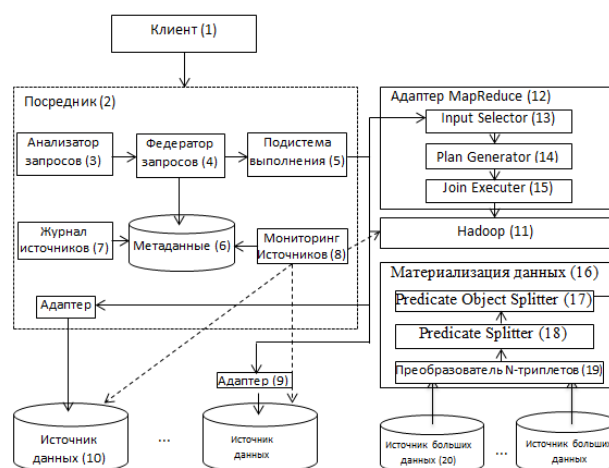 Клиент (1)
Посредник (2)
Анализатор
запросов (3)
Федератор
запросов (4)
Подистема
выполнения (5)
Журнал
источников (7)
Метаданные (6)
Мониторинг
Источников (8)
Адаптер
Адаптер (9)
Источник
данных (10)
...
Источник
данных
Адаптер MapReduce (12)
Input Selector (13)
Plan Generator (14)
Join Executer (15)
Hadoop (11)
Материализация данных (16)
Predicate Object Splitter (17)
Predicate Splitter (18)
Преобразователь N-триплетов (19)
Источник больших
данных (20)
...
Источник больших
данных